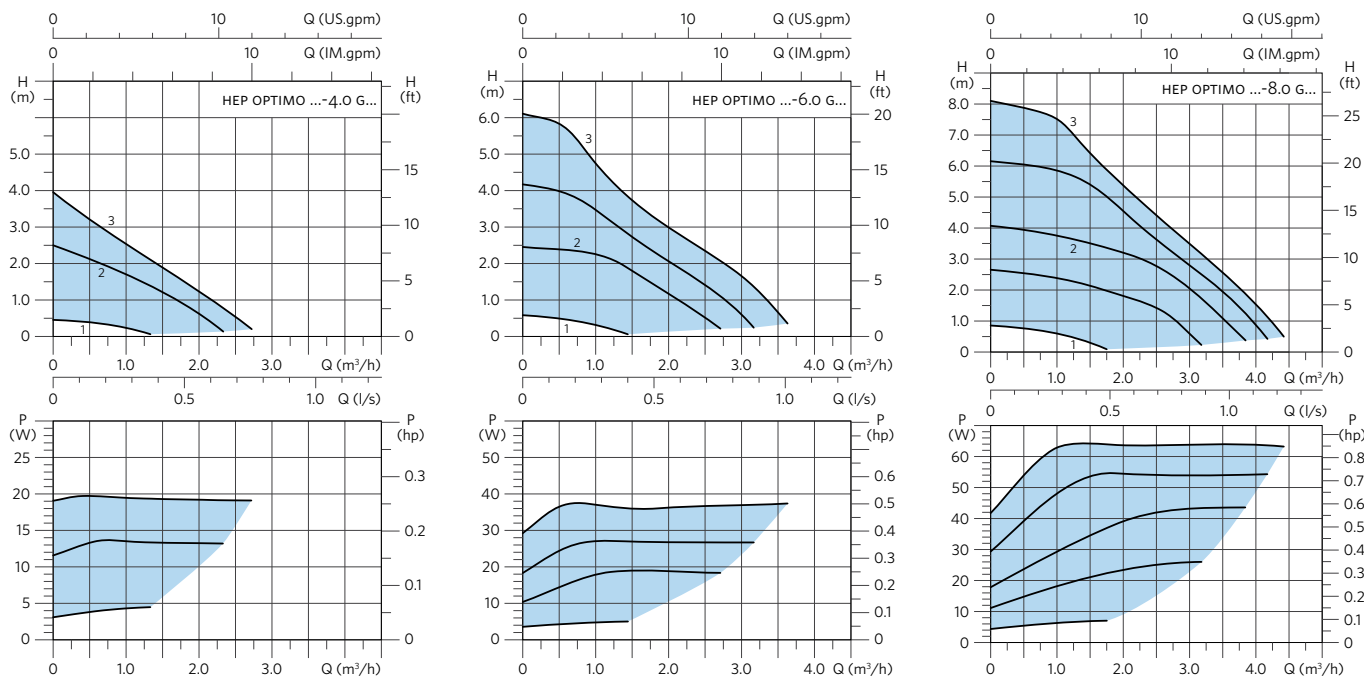 0 10 Q (US.gpm)
0 10 Q (IM.gpm)
H (m)
H (ft)
HEP OPTIMO ...-4.0 G...
5.0
4.0
3.0
2.0
1.0
0
15
10
5
0
3
2
1
0 1.0 2.0 3.0 Q (m³/h)
0 0.5 1.0 Q (l/s)
P (W)
P (hp)
25
20
15
10
5
0
0.3
0.2
0.1
0
0 1.0 2.0 3.0 Q (m³/h)
0 10 Q (US.gpm)
0 10 Q (IM.gpm)
H (m)
H (ft)
HEP OPTIMO ...-6.0 G...
6.0
5.0
4.0
3.0
2.0
1.0
0
20
15
10
5
0
3
2
1
0 1.0 2.0 3.0 4.0 Q (m³/h)
0 0.5 1.0 Q (l/s)
P (W)
P (hp)
50
40
30
20
10
0
0.6
0.5
0.4
0.3
0.2
0.1
0
0 1.0 2.0 3.0 4.0 Q (m³/h)
0 10 Q (US.gpm)
0 10 Q (IM.gpm)
H (m)
H (ft)
HEP OPTIMO ...-8.0 G...
8.0
7.0
6.0
5.0
4.0
3.0
2.0
1.0
0
25
20
15
10
5
0
3
2
1
0 1.0 2.0 3.0 4.0 Q (m³/h)
0 0.5 1.0 Q (l/s)
P (W)
P (hp)
60
50
40
30
20
10
0
0.8
0.7
0.6
0.5
0.4
0.3
0.2
0.1
0
0 1.0 2.0 3.0 4.0 Q (m³/h)